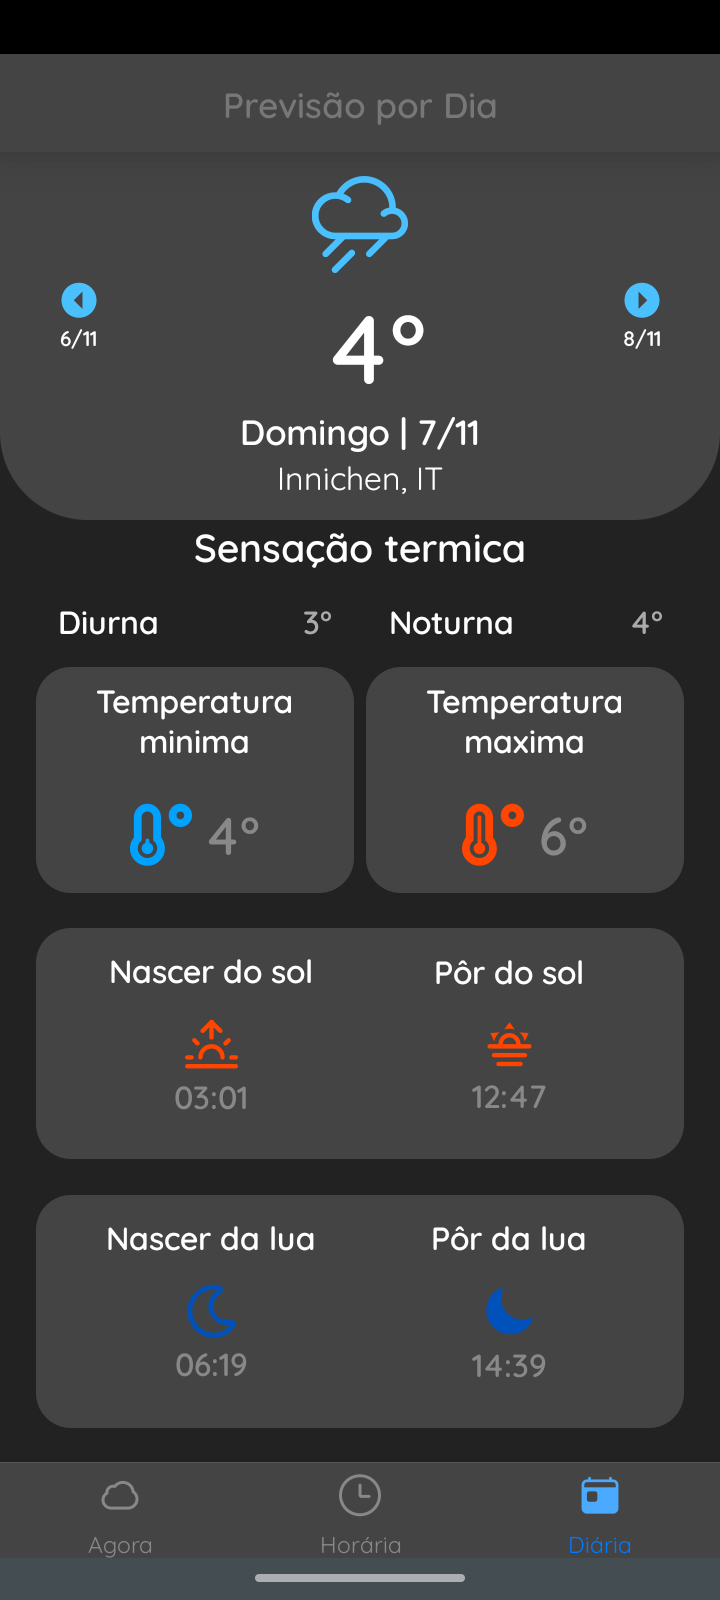 Previsão por Dia
6/11
8/11
4°
Domingo | 7/11
Innichen, IT
Sensação termica
Diurna 3° Noturna 4°
Temperatura
minima
4°
Temperatura
maxima
6°
Nascer do sol
03:01
Pôr do sol
12:47
Nascer da lua
06:19
Pôr da lua
14:39
Agora Horária Diária